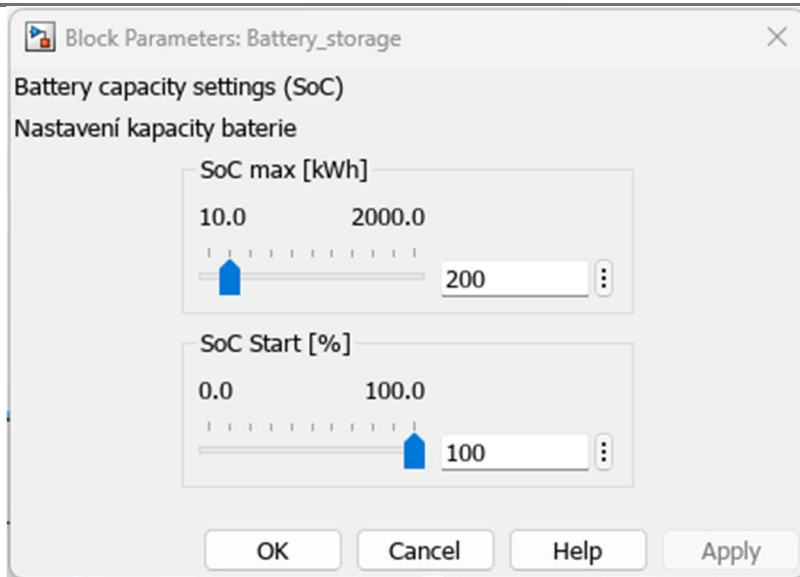 Block Parameters: Battery_storage
Battery capacity settings (SoC)
Nastavení kapacity baterie
SoC max [kWh]
10.0 2000.0
200
SoC Start [%]
0.0 100.0
100
OK Cancel Help Apply